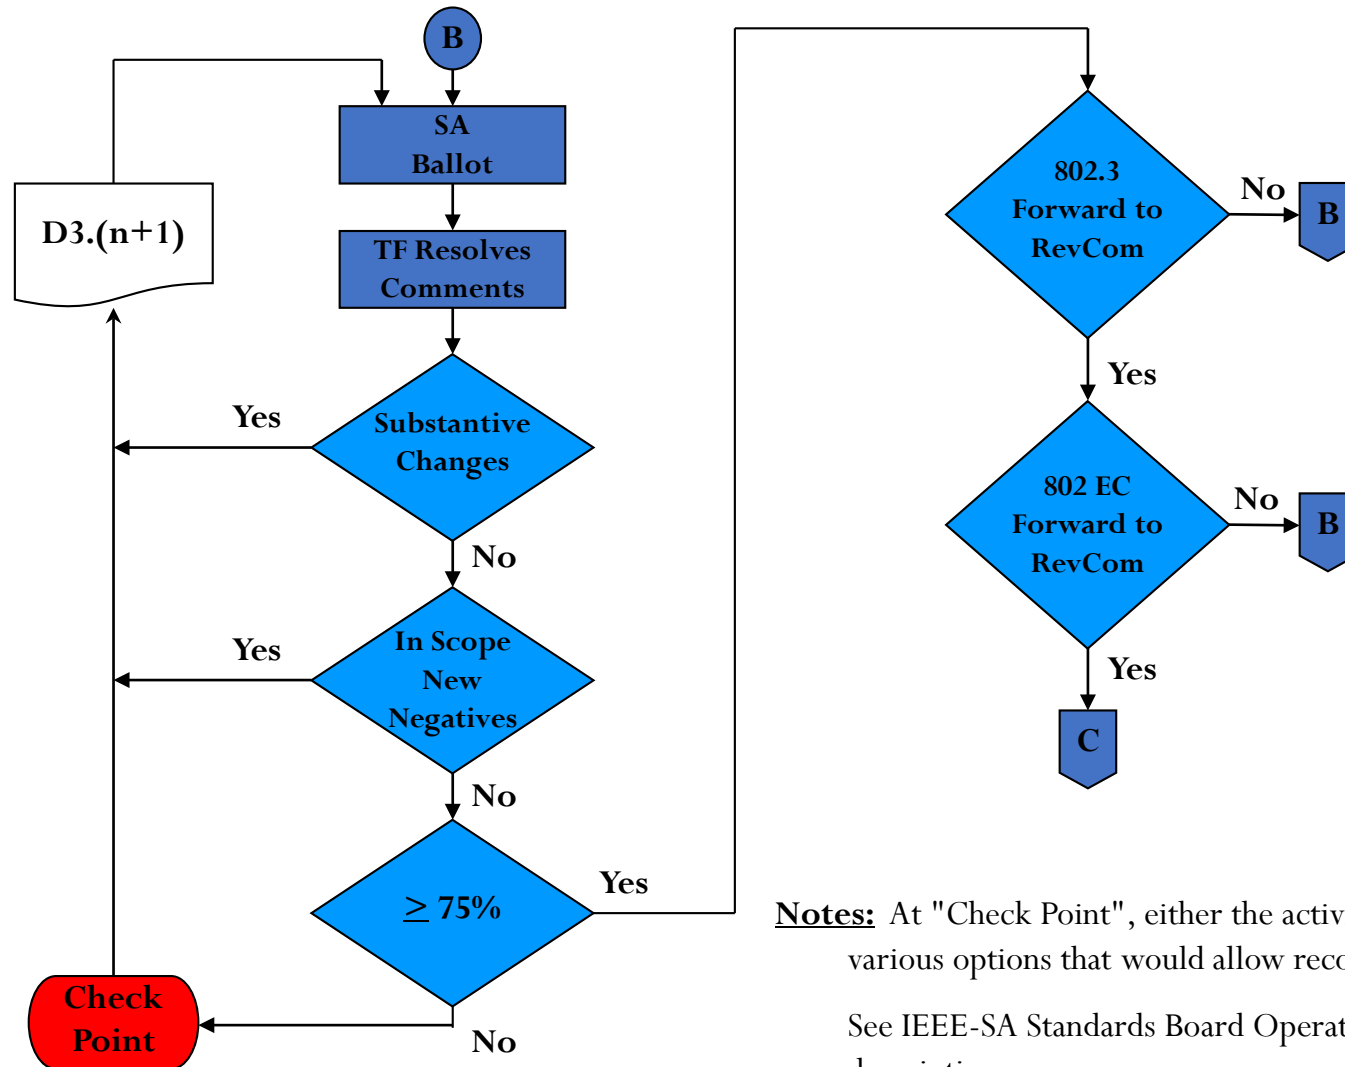 B
SA
Ballot
D3.(n+1)
TF Resolves
Comments
Yes
Substantive
Changes
No
Yes
In Scope
New
Negatives
No
≥ 75%
Yes
Check
Point
No
802.3
Forward to
RevCom
No
B
Yes
802 EC
Forward to
RevCom
No
B
Yes
C
Notes: At "Check Point", either the activ
various options that would allow reco
See IEEE-SA Standards Board Operat